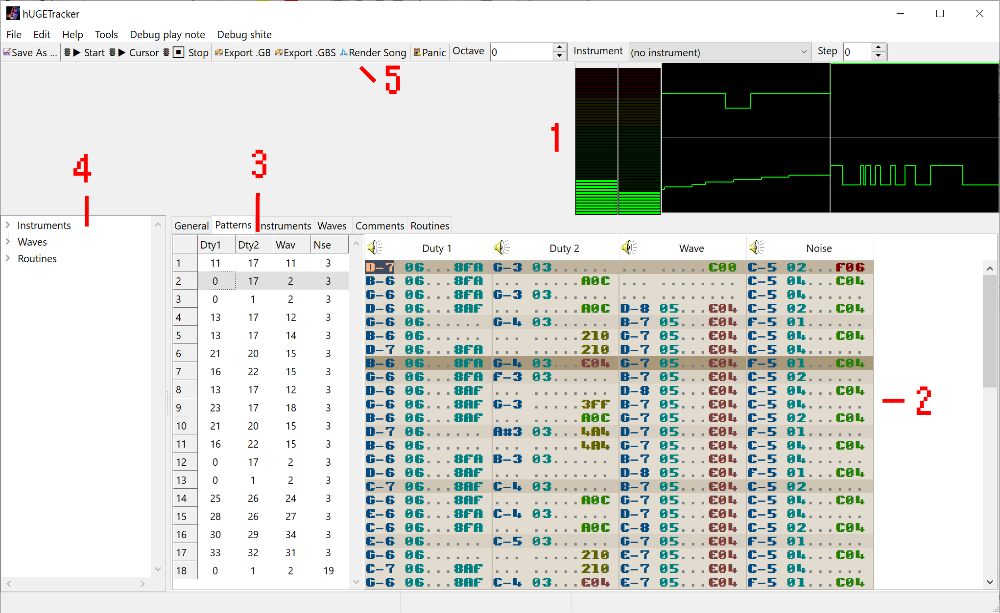 hUGETracker
File Edit Help Tools Debug play note Debug shite
Save As ... Start Cursor Stop Export .GB Export .GBS Render Song Panic Octave 0 Instrument (no instrument) Step 0
5
1
3
4
Instruments
Waves
Routines
General Patterns nstruments Waves Comments Routines
Dty1 Dty2 Wav Nse
1 11 17 11 3
2 0 17 2 3
3 0 1 2 3
4 13 17 12 3
5 13 17 14 3
6 21 20 15 3
7 16 22 15 3
8 13 17 12 3
9 23 17 18 3
10 21 20 15 3
11 16 22 15 3
12 0 17 2 3
13 0 1 2 3
14 25 26 24 3
15 28 26 27 3
16 30 29 34 3
17 33 32 31 3
18 0 1 2 19
Duty 1 Duty 2 Wave Noise
D-7 06...8FA G-3 03...... ... .....C00 C-5 02...F06
B-6 06...8FA ... .....A0C ... ........ C-5 04...C04
G-6 06...8FA G-3 03...... ... ........ C-5 04......
D-6 06...8AF ... .....A0C D-8 05...E04 C-5 02...C04
G-6 06...... G-4 03...... B-7 05...E04 F-5 01......
B-6 06...... ... .....210 G-7 05...E04 C-5 04...C04
D-7 06...8FA ... .....210 D-7 05...E04 C-5 04......
B-6 06...8FA G-4 03...E04 G-7 05...E04 F-5 01...C04
G-6 06...8FA F-3 03...... B-7 05...E04 C-5 02......
D-6 06...8AF ... ........ D-8 05...E04 C-5 04...C04
G-6 06...8AF G-3 03...3FF B-7 05...E04 C-5 04......
B-6 06...8AF ... .....A0C G-7 05...E04 C-5 02...C04
D-7 06...... A#3 03...4A4 D-7 05...E04 F-5 01......
B-6 06...... ... .....4A4 G-7 05...E04 C-5 04...C04
G-6 06...8FA B-3 03...... B-7 05...E04 C-5 04......
D-6 06...8AF ... ........ D-8 05...E04 F-5 01...C04
C-7 06...8AF C-4 03...... B-7 05...E04 C-5 02......
G-6 06...8AF ... .....A0C G-7 05...E04 C-5 04...C04
E-6 06...8FA C-4 03...... D-7 05...E04 C-5 04......
C-6 06...8FA ... .....A0C C-8 05...E04 C-5 02...C04
E-6 06...... C-5 03...... G-7 05...E04 F-5 01......
G-6 06...... ... .....210 E-7 05...E04 C-5 04...C04
C-7 06...8AF ... .....210 C-7 05...E04 C-5 04......
G-6 06...8AF C-4 03...E04 E-7 05...E04 F-5 01...C04
2